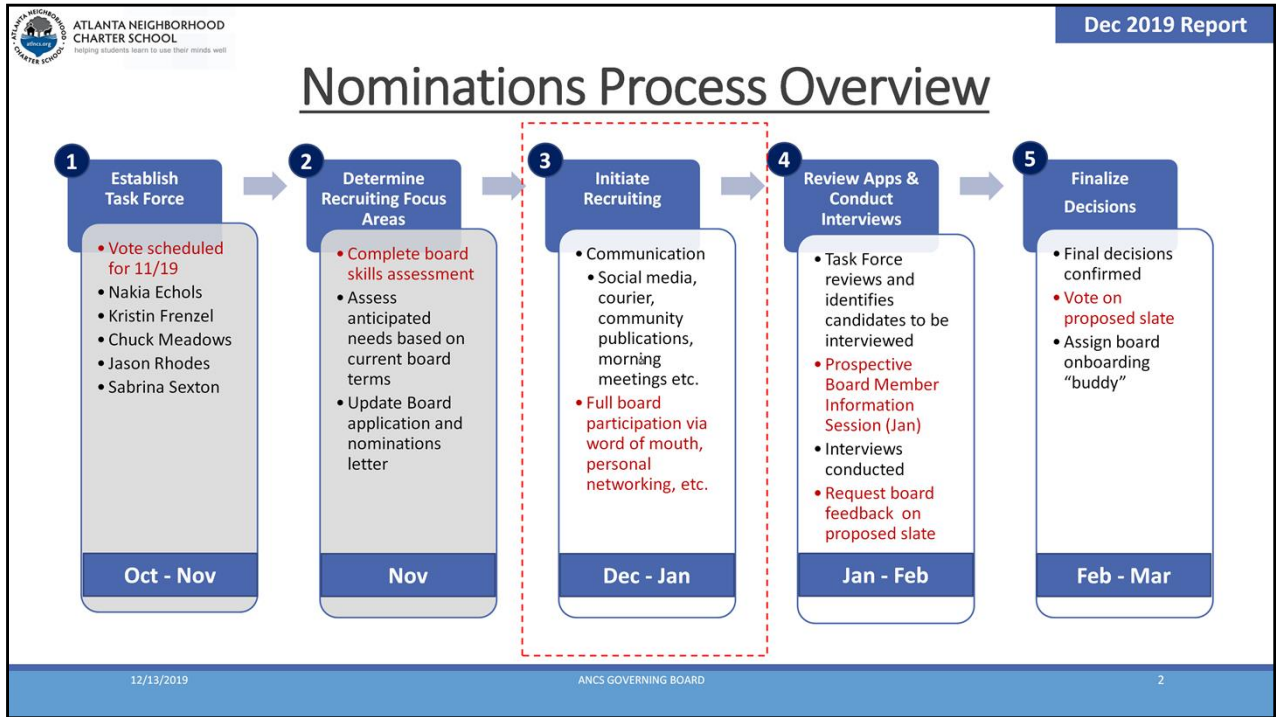 ATLANTA NEIGHBORHOOD
CHARTER SCHOOL
helping students learn to use their minds well
ATLANTA NEIGHBORHOOD
atlncs.org
CHARTER SCHOOL
Dec 2019 Report
Nominations Process Overview
1
Establish
Task Force
• Vote scheduled
for 11/19
• Nakia Echols
• Kristin Frenzel
• Chuck Meadows
• Jason Rhodes
• Sabrina Sexton
Oct - Nov
2
Determine
Recruiting Focus
Areas
• Complete board
skills assessment
• Assess
anticipated
needs based on
current board
terms
• Update Board
application and
nominations
letter
Nov
3
Initiate
Recruiting
• Communication
• Social media,
courier,
community
publications,
morning
meetings etc.
• Full board
participation via
word of mouth,
personal
networking, etc.
Dec - Jan
4
Review Apps &
Conduct
Interviews
• Task Force
reviews and
identifies
candidates to be
interviewed
• Prospective
Board Member
Information
Session (Jan)
• Interviews
conducted
• Request board
feedback on
proposed slate
Jan - Feb
5
Finalize
Decisions
• Final decisions
confirmed
• Vote on
proposed slate
• Assign board
onboarding
“buddy”
Feb - Mar
12/13/2019
ANCS GOVERNING BOARD
2